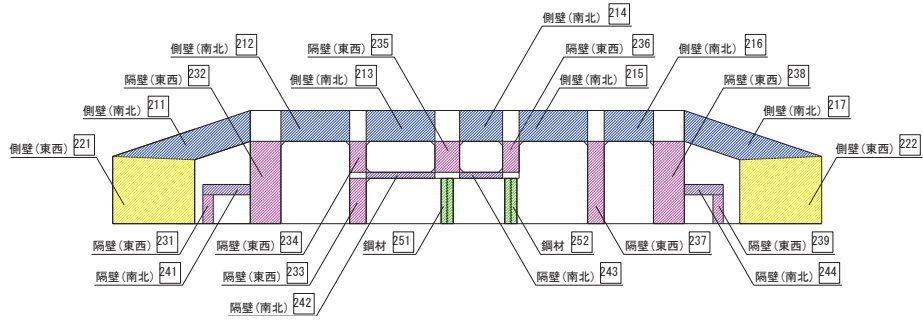 側壁(南北) 214
側壁(南北) 212
隔壁(東西) 235
隔壁(東西) 236
側壁(南北) 216
隔壁(東西) 232
側壁(南北) 213
側壁(南北) 215
隔壁(東西) 238
側壁(南北) 211
側壁(南北) 217
側壁(東西) 221
側壁(東西) 222
隔壁(東西) 231
隔壁(東西) 234
鋼材 251
鋼材 252
隔壁(東西) 237
隔壁(東西) 239
隔壁(南北) 241
隔壁(東西) 233
隔壁(南北) 243
隔壁(南北) 244
隔壁(南北) 242